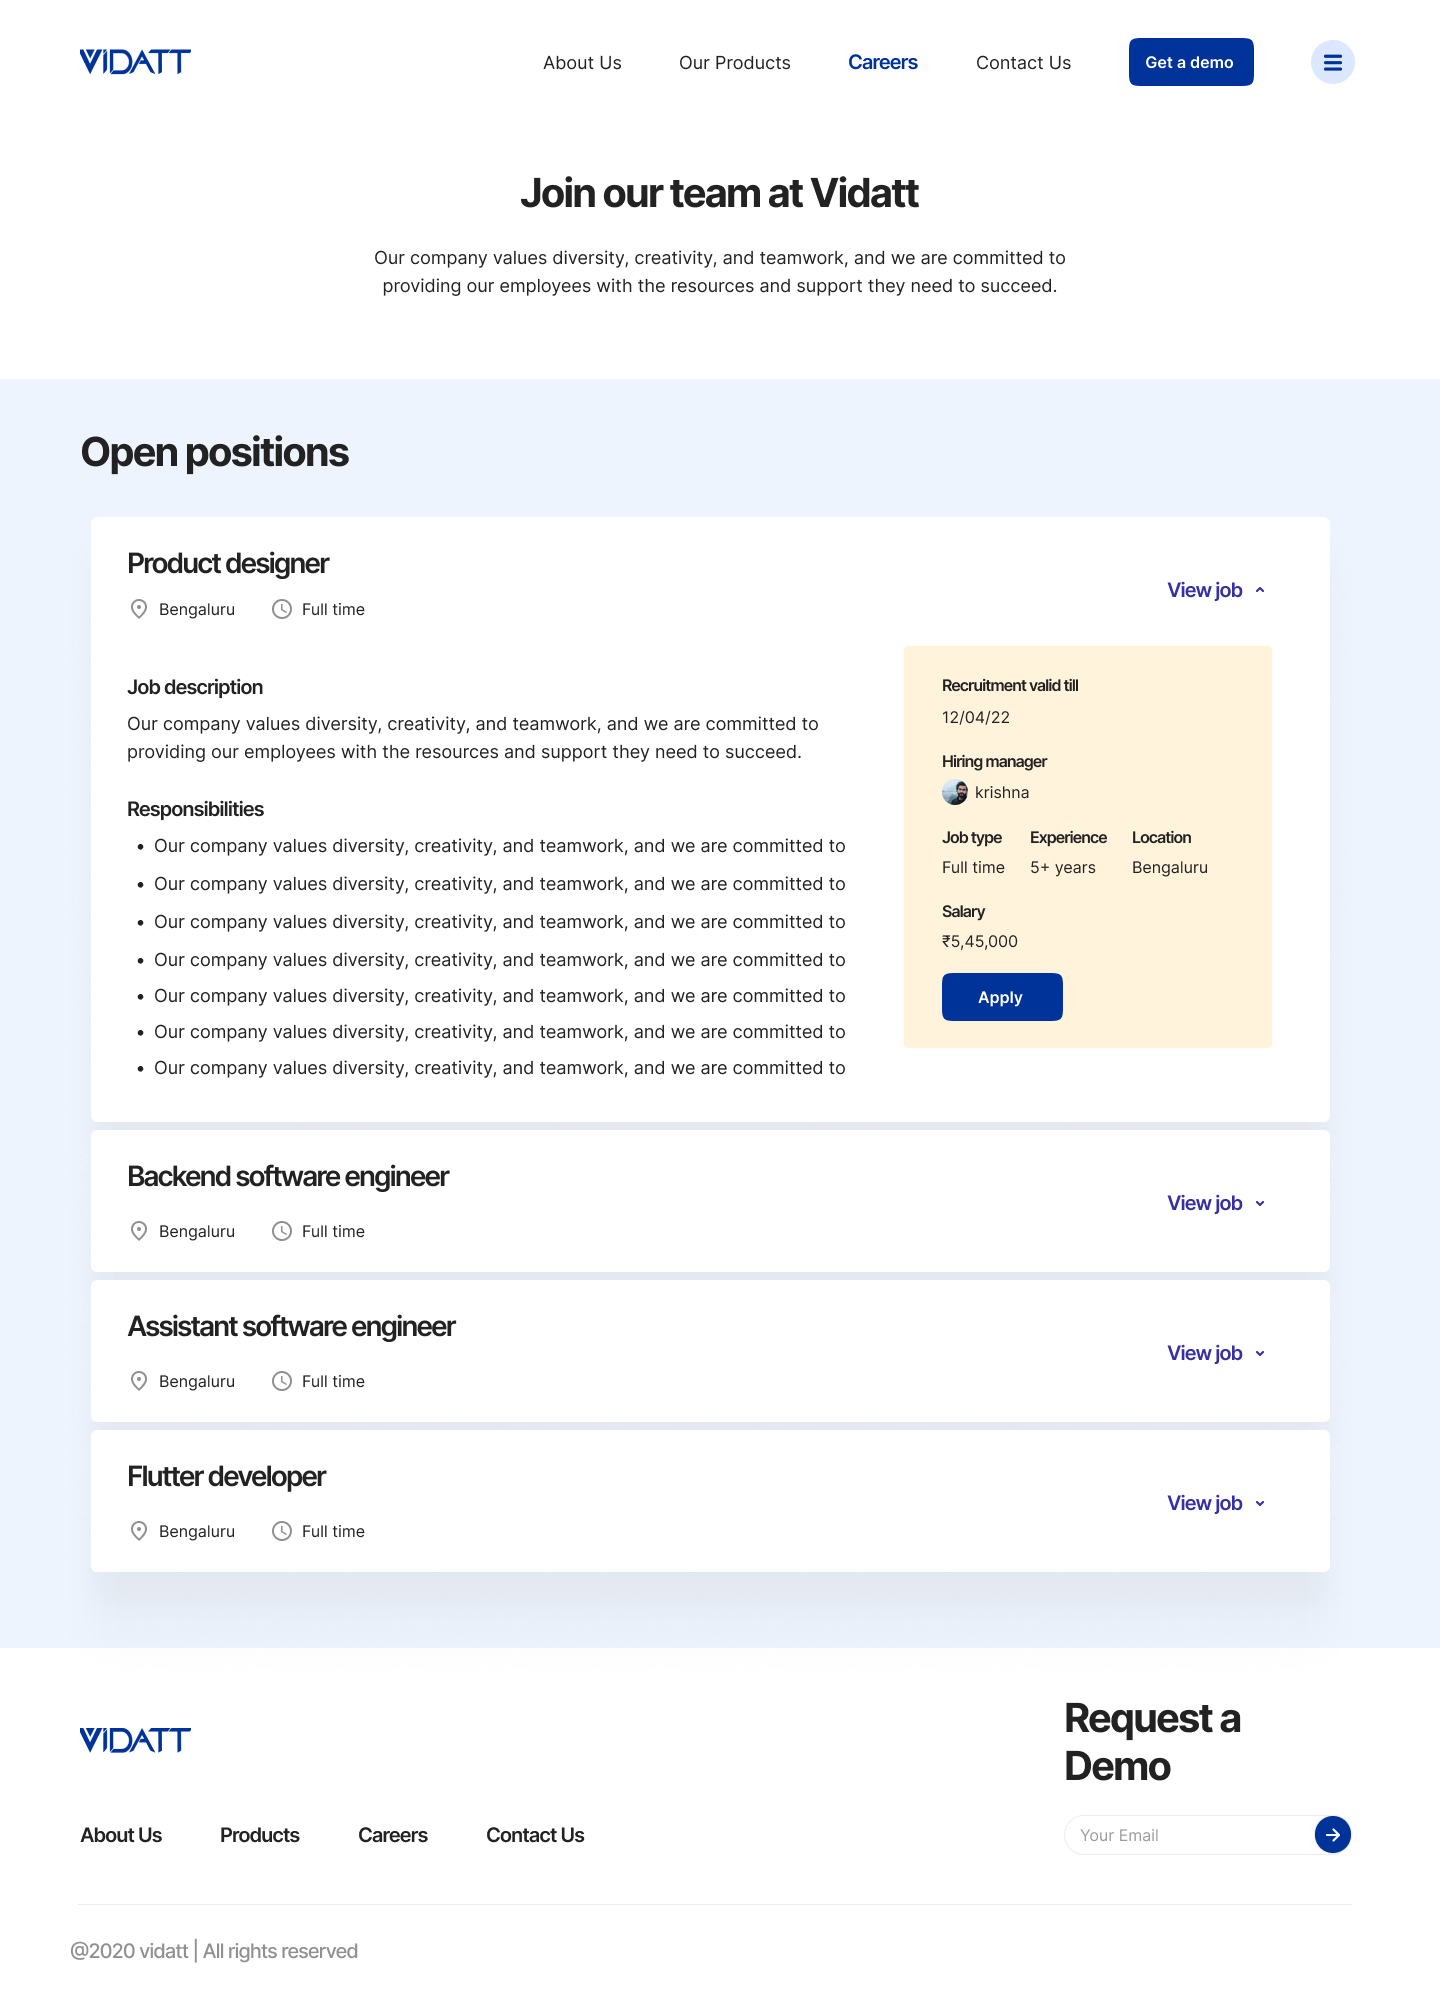 VIDATT
About Us
Our Products
Careers
Contact Us
Get a demo
Join our team at Vidatt
Our company values diversity, creativity, and teamwork, and we are committed to
providing our employees with the resources and support they need to succeed.
Open positions
Product designer
Bengaluru
Full time
View job
Job description
Our company values diversity, creativity, and teamwork, and we are committed to
providing our employees with the resources and support they need to succeed.
Responsibilities
• Our company values diversity, creativity, and teamwork, and we are committed to
• Our company values diversity, creativity, and teamwork, and we are committed to
• Our company values diversity, creativity, and teamwork, and we are committed to
• Our company values diversity, creativity, and teamwork, and we are committed to
• Our company values diversity, creativity, and teamwork, and we are committed to
• Our company values diversity, creativity, and teamwork, and we are committed to
• Our company values diversity, creativity, and teamwork, and we are committed to
Recruitment valid till
12/04/22
Hiring manager
krishna
Job type Experience Location
Full time 5+ years Bengaluru
Salary
₹5,45,000
Apply
Backend software engineer
Bengaluru
Full time
View job
Assistant software engineer
Bengaluru
Full time
View job
Flutter developer
Bengaluru
Full time
View job
VIDATT
About Us
Products
Careers
Contact Us
Request a
Demo
Your Email
@2020 vidatt | All rights reserved